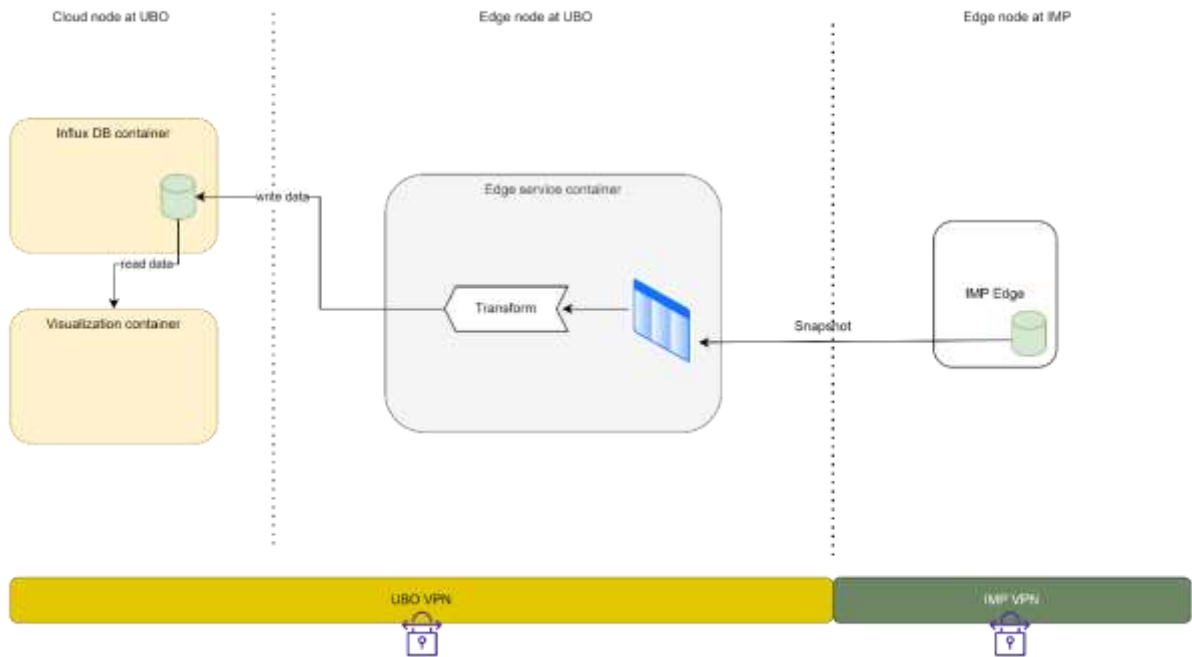 Cloud node at UBO
Edge node at UBO
Edge node at IMP
Influx DB container
write data
read data
Visualization container
Edge service container
Transform
Snapshot
IMP Edge
UBO VPN
IMP VPN